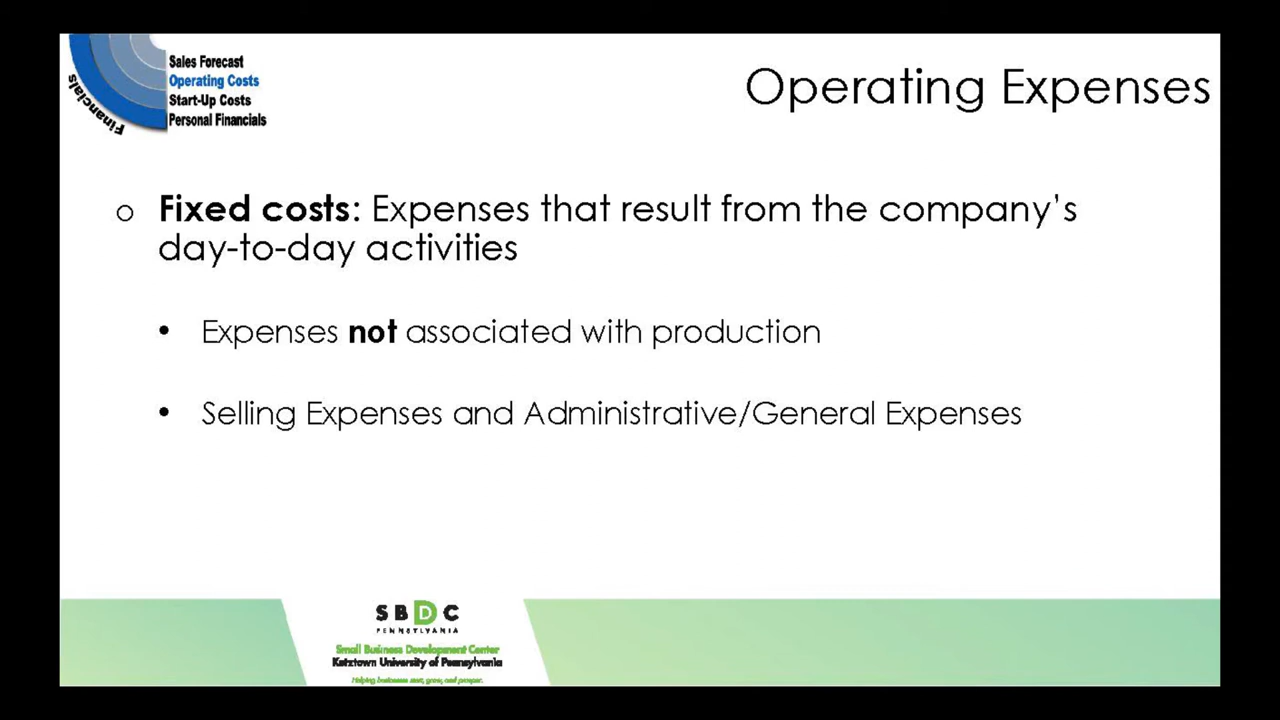 Sales Forecast
Operating Costs
Start-Up Costs
Personal Financials
Financials
Operating Expenses
Fixed costs: Expenses that result from the company's
day-to-day activities
Expenses not associated with production
Selling Expenses and Administrative/General Expenses
SBDC
PENNSYLVANIA
Small Business Development Center
Kutztown University of Pennsylvania
Helping businesses start, grow, and prosper.